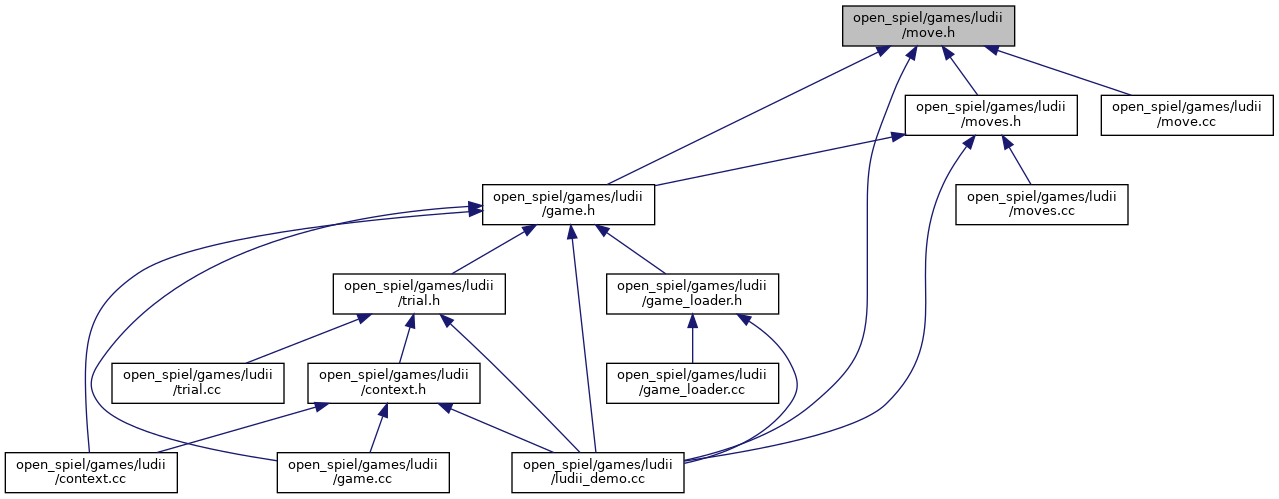 open_spiel/games/ludii
/move.h
open_spiel/games/ludii
/moves.h
open_spiel/games/ludii
/move.cc
open_spiel/games/ludii
/game.h
open_spiel/games/ludii
/moves.cc
open_spiel/games/ludii
/trial.h
open_spiel/games/ludii
/game_loader.h
open_spiel/games/ludii
/trial.cc
open_spiel/games/ludii
/context.h
open_spiel/games/ludii
/game_loader.cc
open_spiel/games/ludii
/context.cc
open_spiel/games/ludii
/game.cc
open_spiel/games/ludii
/ludii_demo.cc